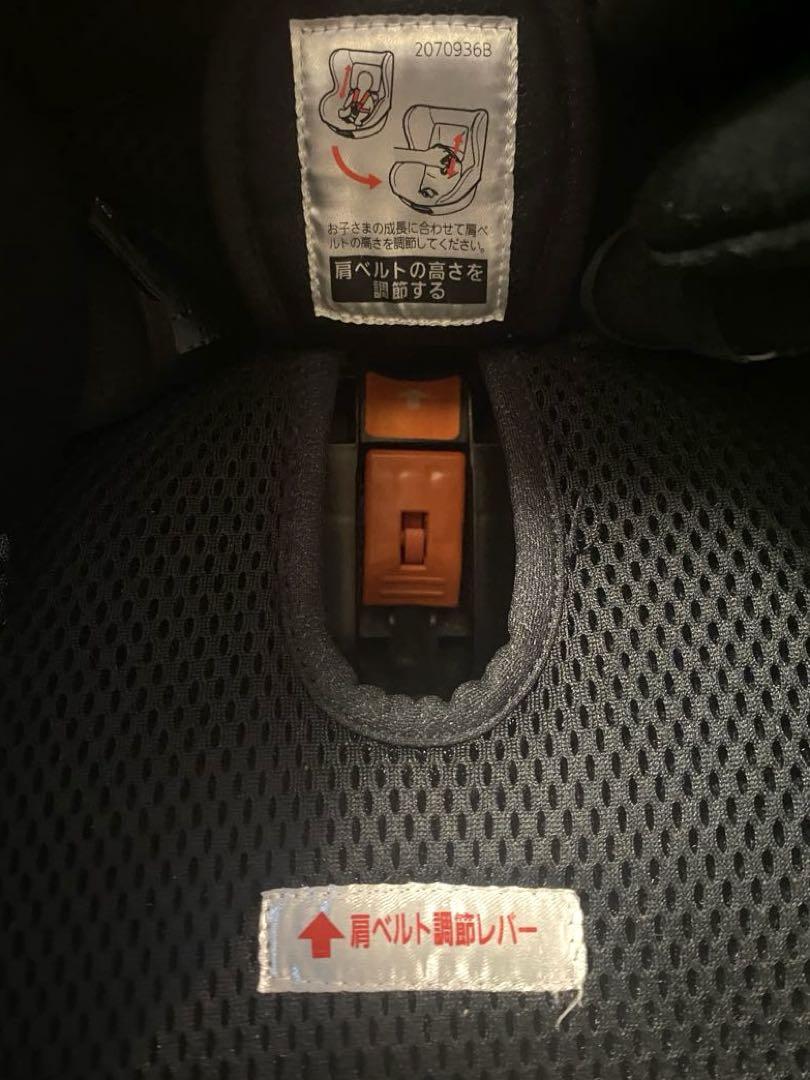 2070936B
お子さまの成長に合わせて肩ベ
ルトの高さを調節してください。
肩ベルトの高さを
調節する
肩ベルト調節レバー